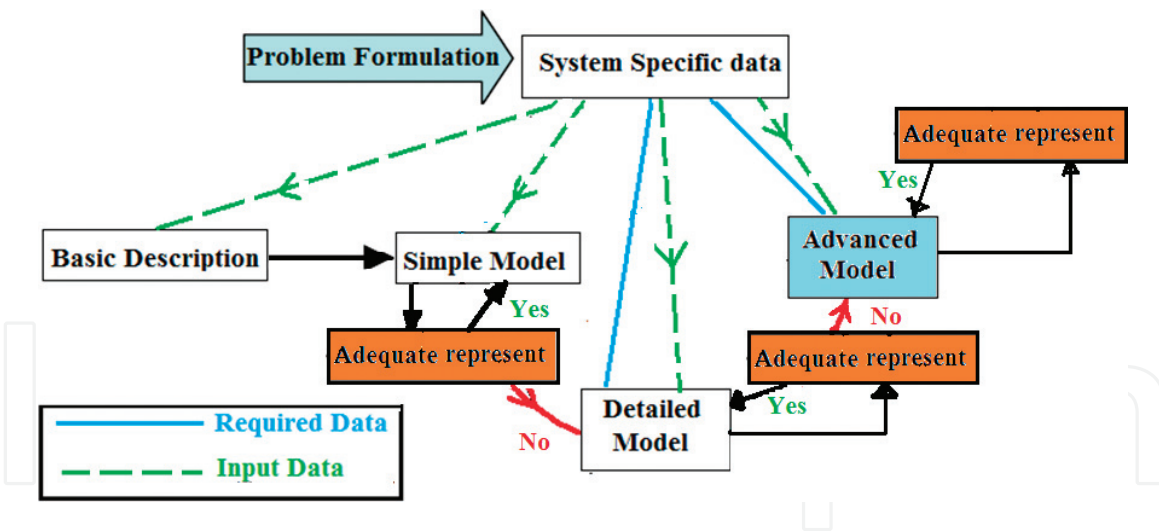 Problem Formulation
System Specific data
Adequate represent
Yes
Basic Description
Simple Model
Advanced
Model
Yes
No
Adequate represent
Adequate represent
Detailed
Model
Yes
No
Required Data
Input Data